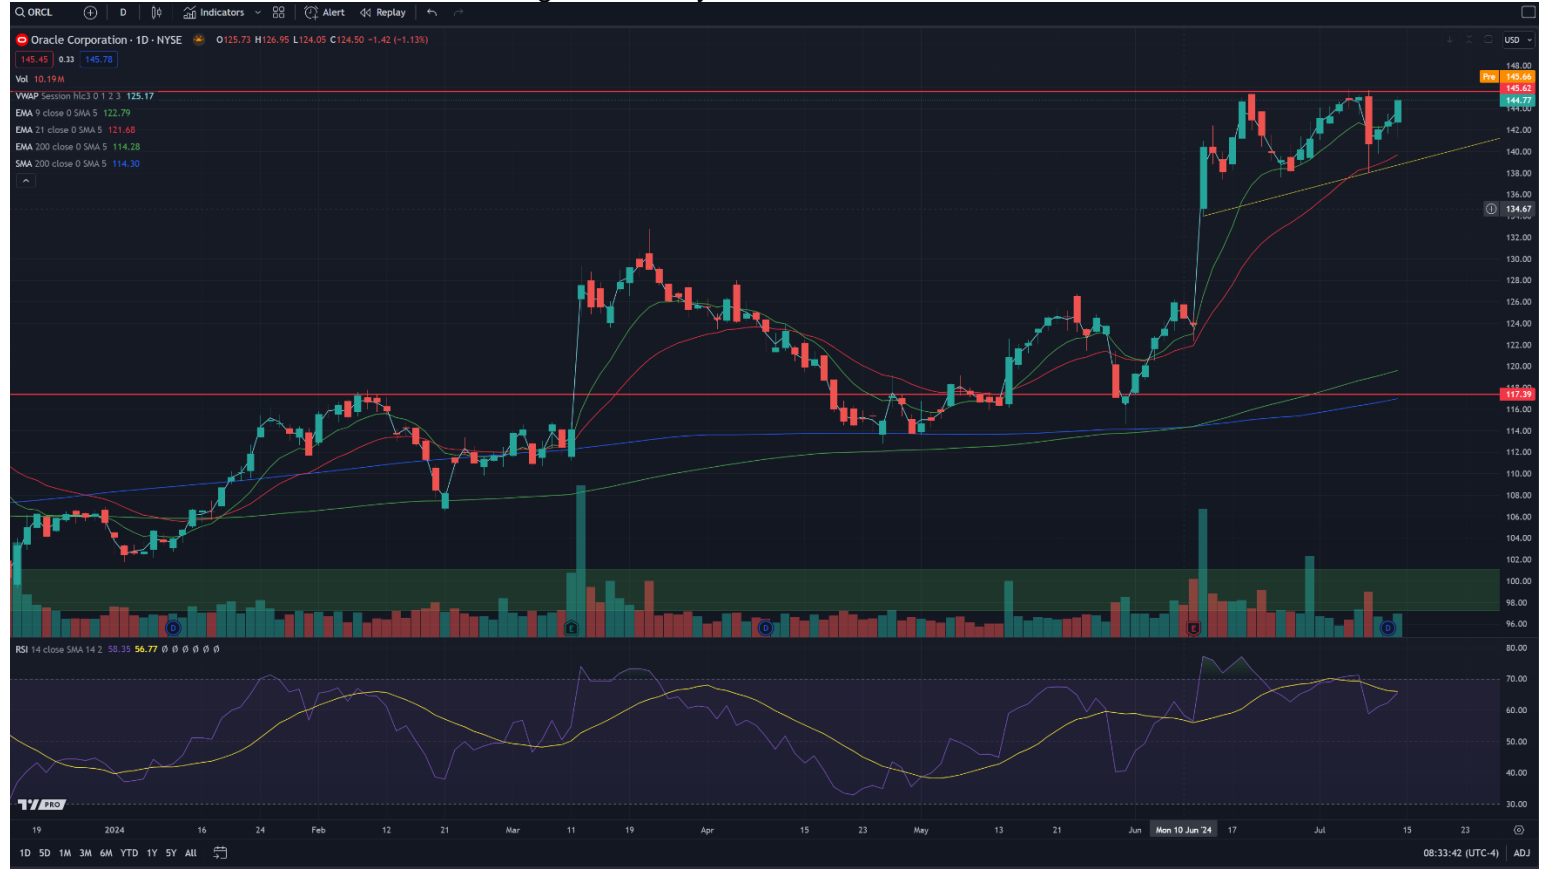 ORCL D Indicators Alert Replay
Oracle Corporation · 1D · NYSE O125.73 H126.95 L124.05 C124.50 −1.42 (−1.13%) USD
145.45 0.33 145.78
Vol 10.19M
VWAP Session hlc3 0 1 2 3 125.17
EMA 9 close 0 SMA 5 122.79
EMA 21 close 0 SMA 5 121.68
EMA 200 close 0 SMA 5 114.28
SMA 200 close 0 SMA 5 114.30
148.00
Pre 145.66
145.62
144.77
144.00
142.00
140.00
138.00
136.00
134.67
134.00
132.00
130.00
128.00
126.00
124.00
122.00
120.00
118.00
117.39
116.00
114.00
112.00
110.00
108.00
106.00
104.00
102.00
100.00
98.00
96.00
D E D E D
RSI 14 close SMA 14 2 58.35 56.77 Ø Ø Ø Ø Ø Ø
80.00
70.00
60.00
50.00
40.00
30.00
PRO
19 2024 16 24 Feb 12 21 Mar 11 19 Apr 15 23 May 13 21 Jun Mon 10 Jun '24 17 Jul 15 23
1D 5D 1M 3M 6M YTD 1Y 5Y All 08:33:42 (UTC-4) ADJ